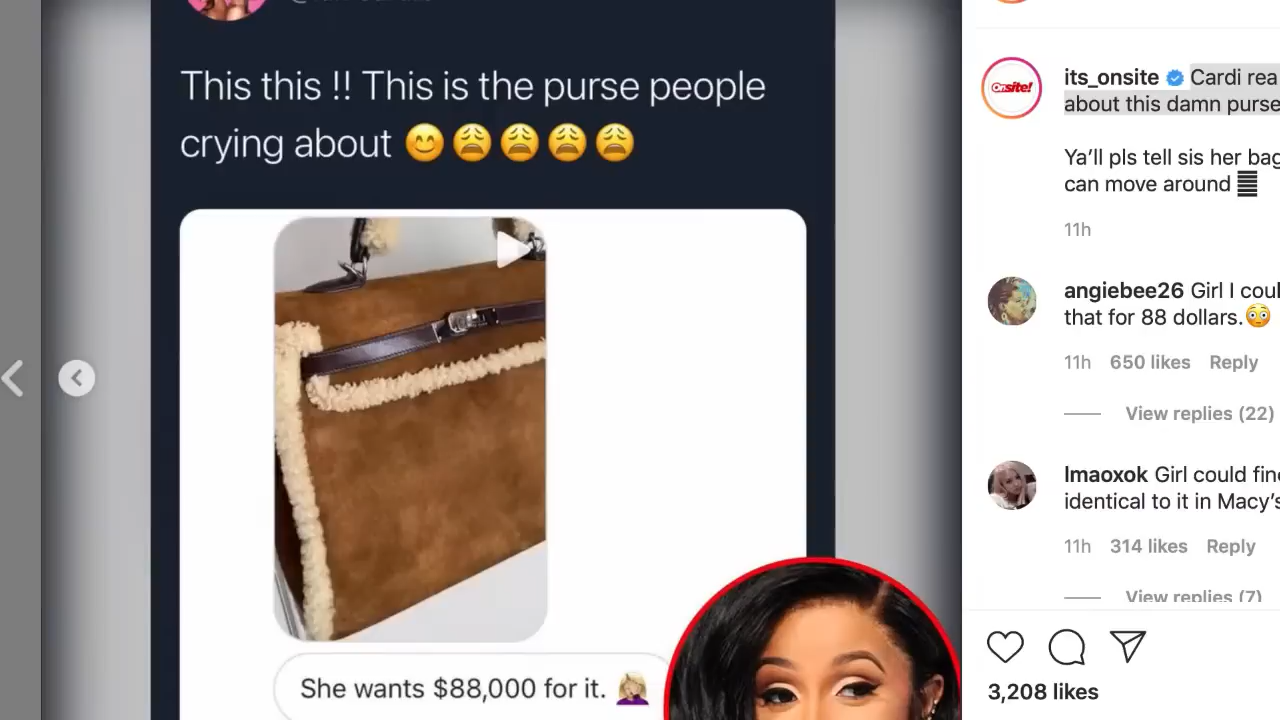 This this !! This is the purse people
crying about 😊😩😩😩😩
She wants $88,000 for it. 🤦🏼‍♀️
Onsite!
its_onsite Cardi rea
about this damn purse
Ya'll pls tell sis her bag
can move around
11h
angiebee26 Girl I coul
that for 88 dollars.😳
11h 650 likes Reply
View replies (22)
lmaoxok Girl could fine
identical to it in Macy's
11h 314 likes Reply
View replies (7)
3,208 likes